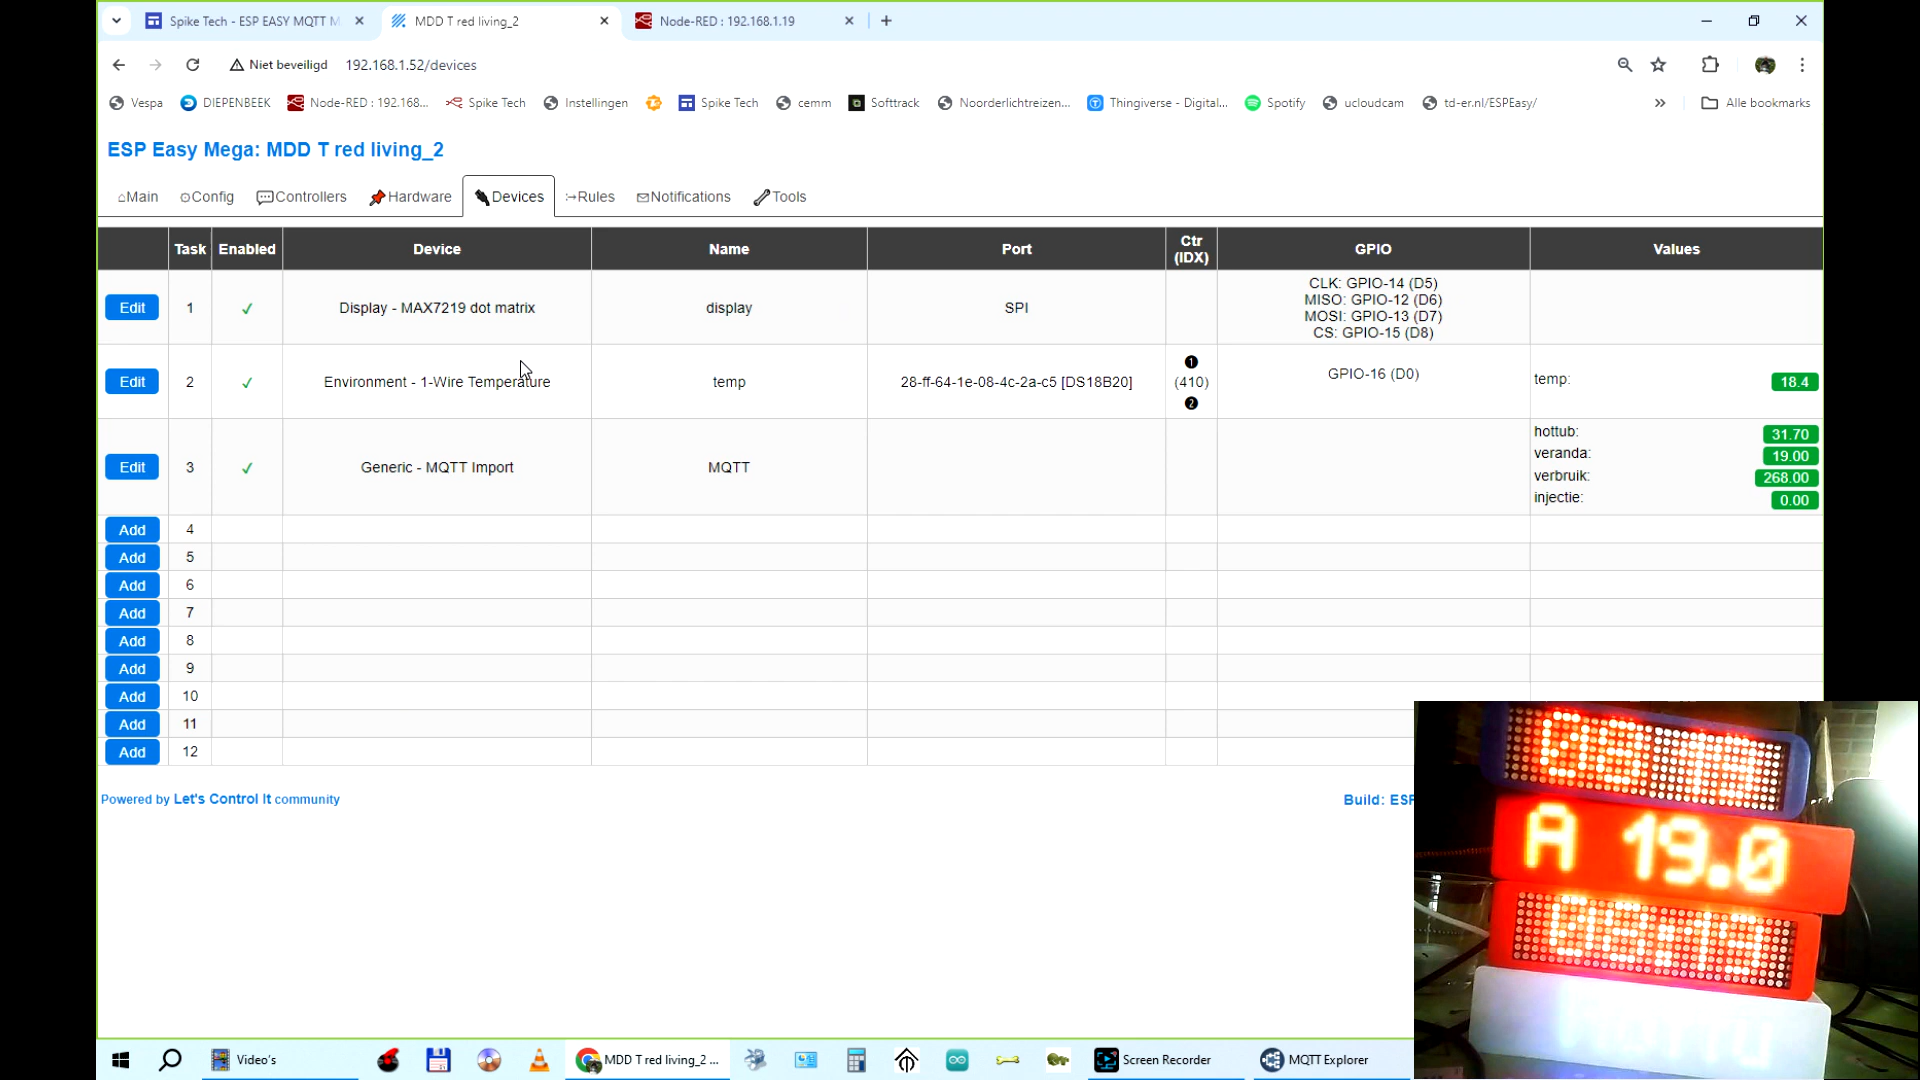 Spike Tech - ESP EASY MQTT M
MDD T red living_2
Node-RED : 192.168.1.19
Niet beveiligd
192.168.1.52/devices
Vespa
DIEPENBEEK
Node-RED : 192.168...
Spike Tech
Instellingen
Spike Tech
cemm
Softtrack
Noorderlichtreizen...
Thingiverse - Digital...
Spotify
ucloudcam
td-er.nl/ESPEasy/
»
Alle bookmarks
ESP Easy Mega: MDD T red living_2
Main
Config
Controllers
Hardware
Devices
Rules
Notifications
Tools
Task Enabled Device Name Port Ctr (IDX) GPIO Values
Edit 1 ✓ Display - MAX7219 dot matrix display SPI
CLK: GPIO-14 (D5)
MISO: GPIO-12 (D6)
MOSI: GPIO-13 (D7)
CS: GPIO-15 (D8)
Edit 2 ✓ Environment - 1-Wire Temperature temp 28-ff-64-1e-08-4c-2a-c5 [DS18B20]
❶
(410)
❷
GPIO-16 (D0)
temp: 18.4
Edit 3 ✓ Generic - MQTT Import MQTT
hottub: 31.70
veranda: 19.00
verbruik: 268.00
injectie: 0.00
Add 4
Add 5
Add 6
Add 7
Add 8
Add 9
Add 10
Add 11
Add 12
Powered by Let's Control It community
Build: ESP
A 19.0
Video's
MDD T red living_2 ...
Screen Recorder
MQTT Explorer